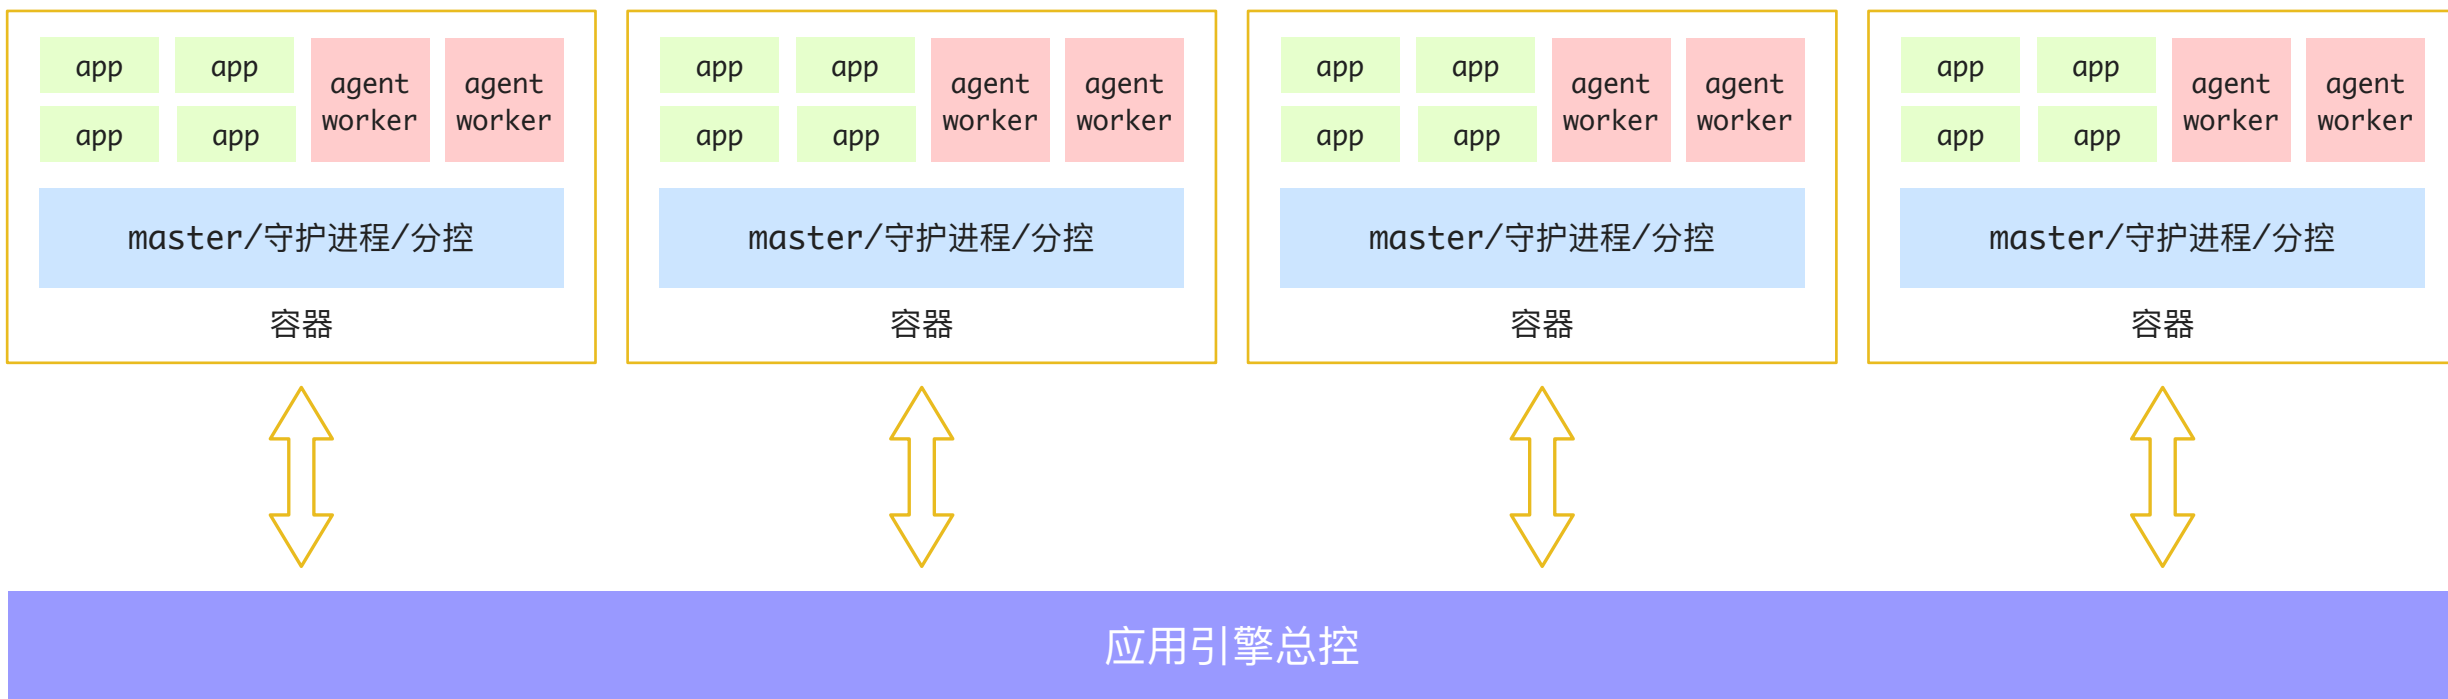 app
app
app
app
agent
worker
agent
worker
master/守护进程/分控
容器
app
app
app
app
agent
worker
agent
worker
master/守护进程/分控
容器
app
app
app
app
agent
worker
agent
worker
master/守护进程/分控
容器
app
app
app
app
agent
worker
agent
worker
master/守护进程/分控
容器
应用引擎总控